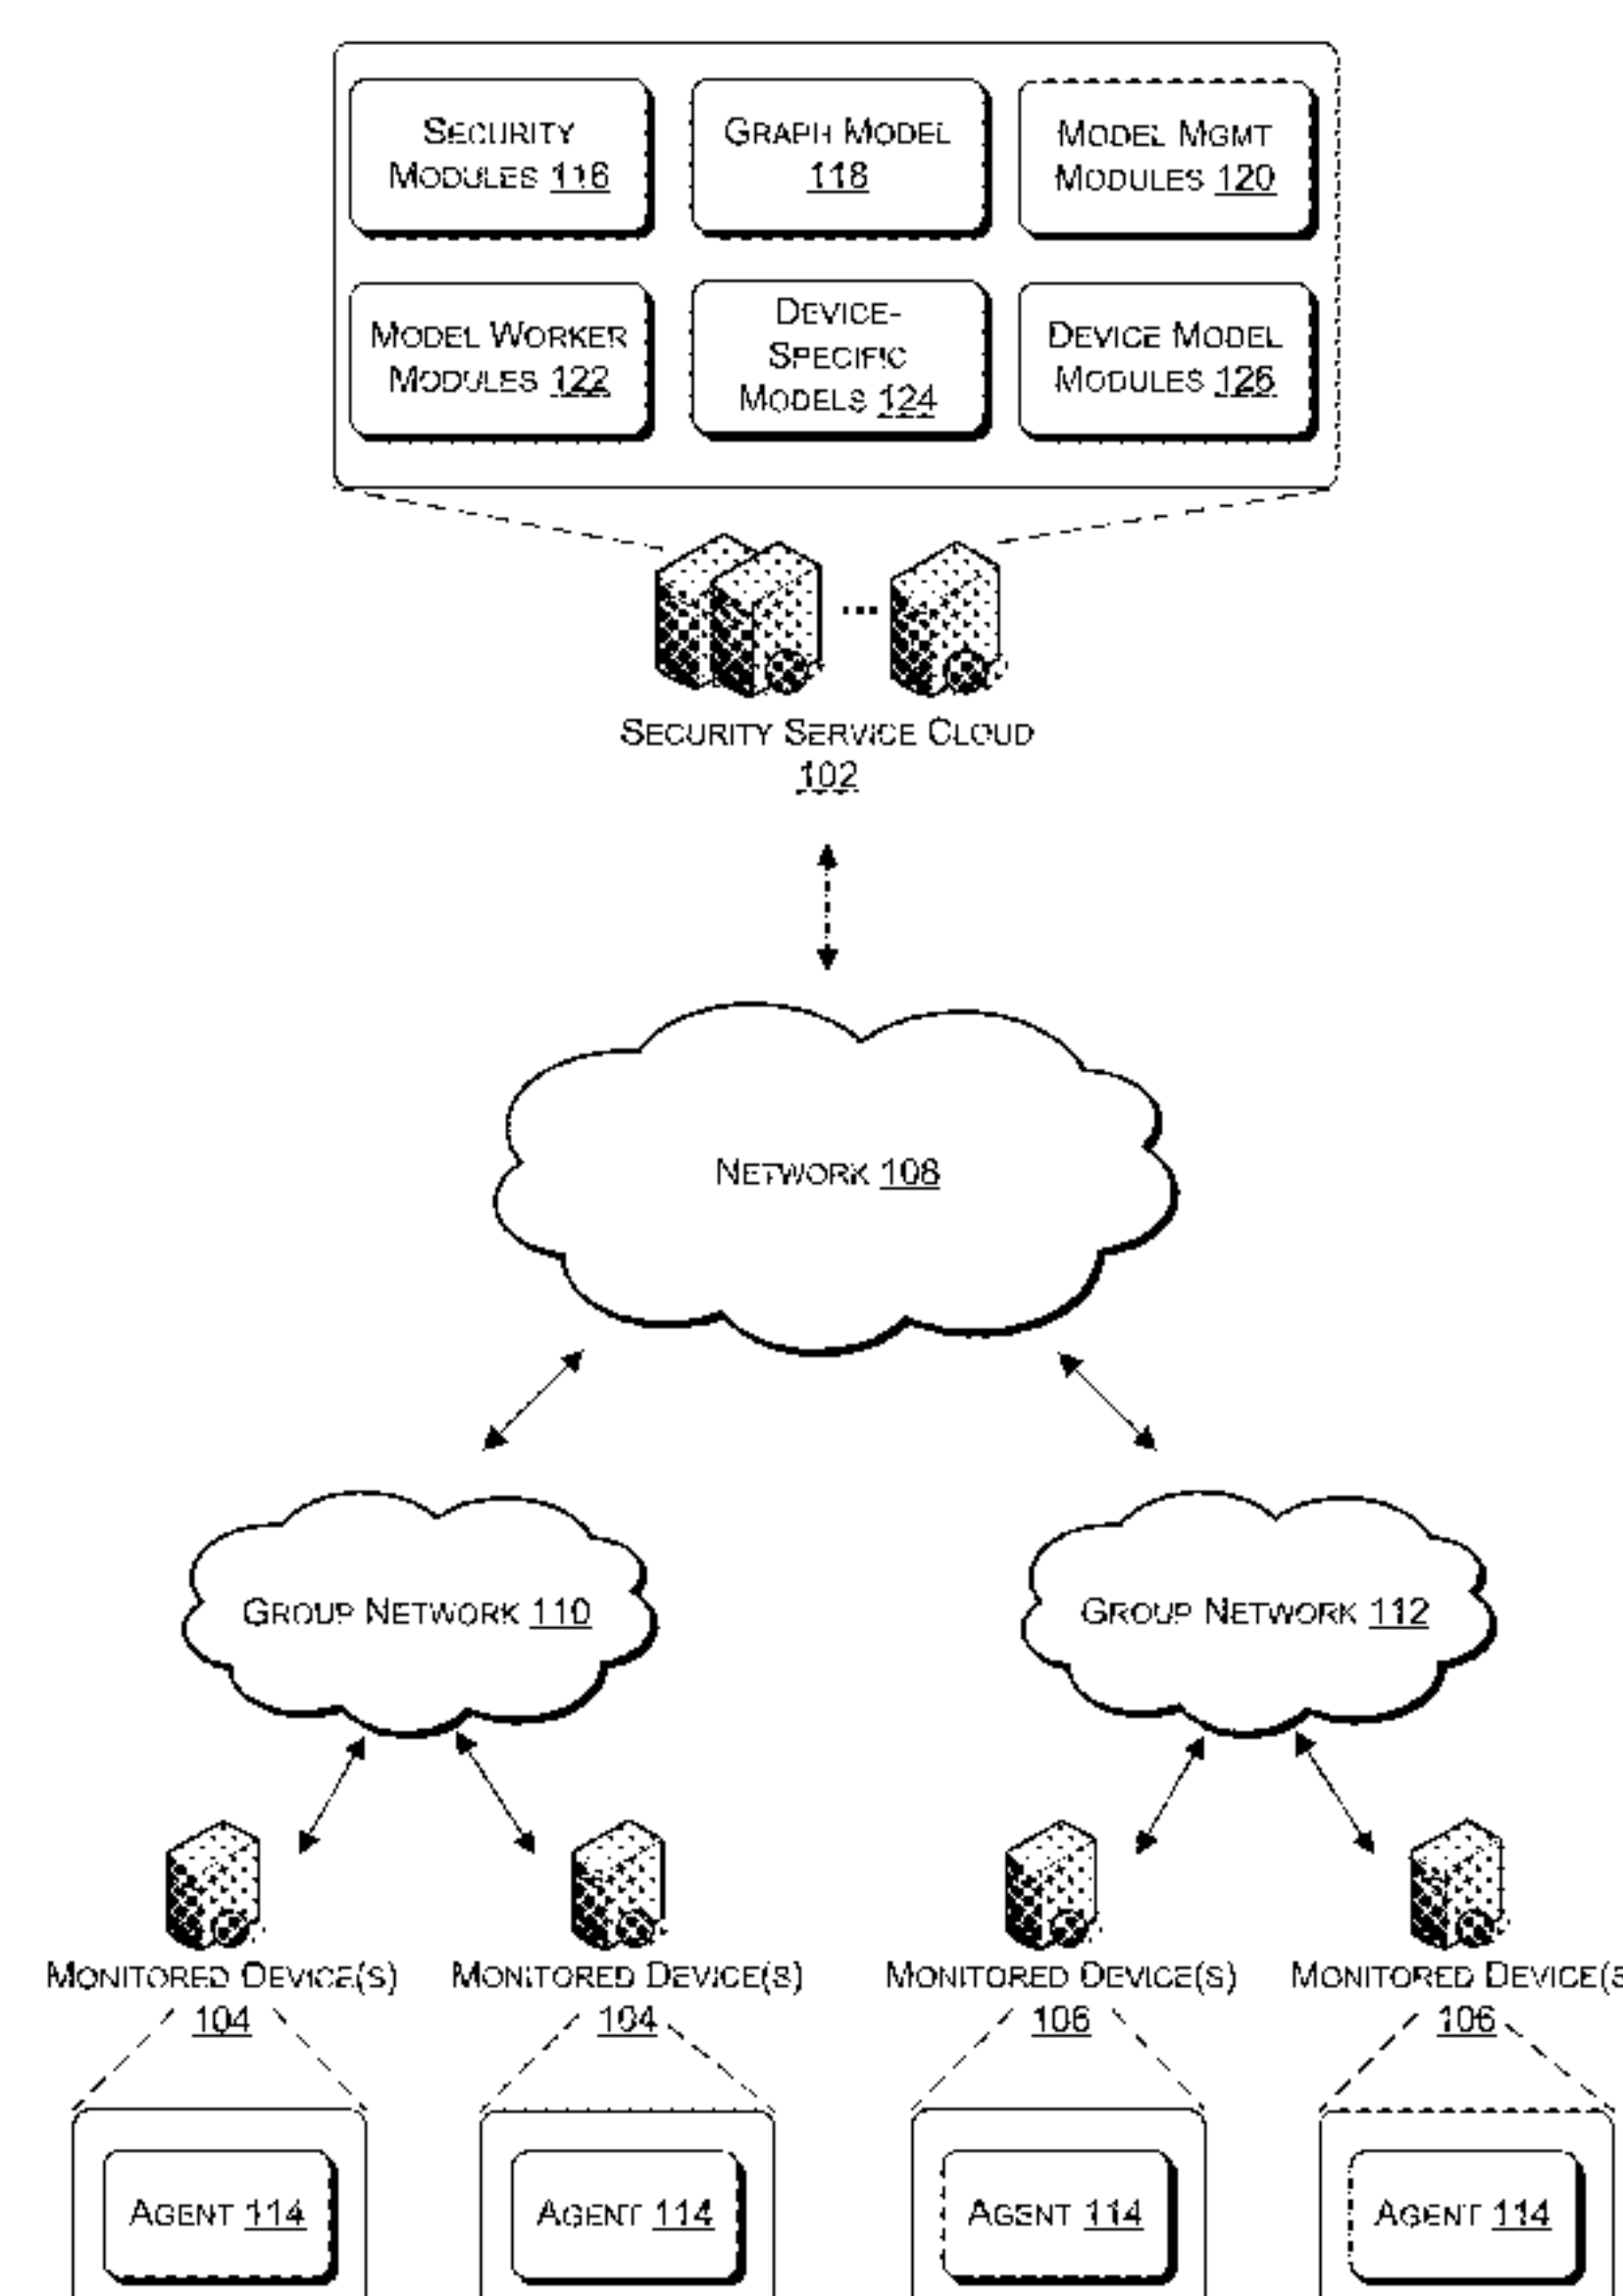 SECURITY
MODULES 116
GRAPH MODEL
118
MODEL MGMT
MODULES 120
MODEL WORKER
MODULES 122
DEVICE-
SPECIFIC
MODELS 124
DEVICE MODEL
MODULES 126
...
SECURITY SERVICE CLOUD
102
NETWORK 108
GROUP NETWORK 110
GROUP NETWORK 112
MONITORED DEVICE(S)
104
MONITORED DEVICE(S)
104
MONITORED DEVICE(S)
106
MONITORED DEVICE(S
106
AGENT 114
AGENT 114
AGENT 114
AGENT 114